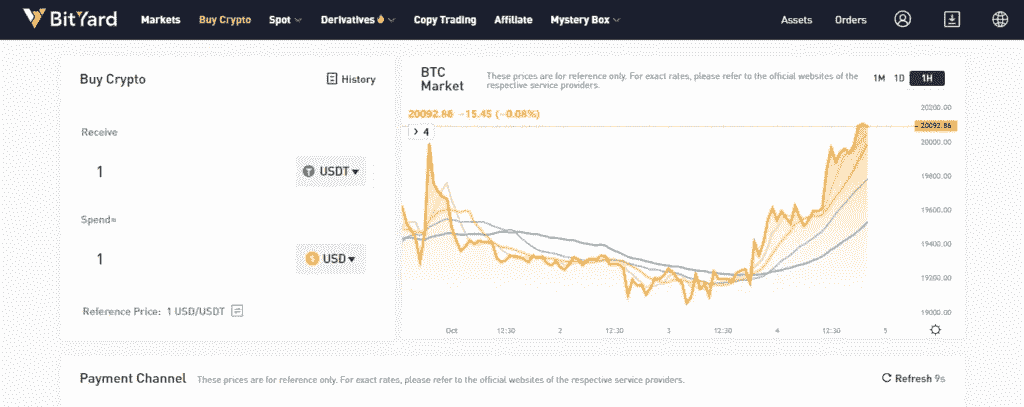 BitYard Markets Buy Crypto Spot Derivatives Copy Trading Affiliate Mystery Box Assets Orders
Buy Crypto
History
Receive
1
USDT
Spend≈
1
USD
Reference Price: 1 USD/USDT
BTC
Market
These prices are for reference only. For exact rates, please refer to the official websites of the
respective service providers.
1M 1D 1H
20092.86 -15.45 (-0.08%)
> 4
20200.00
20092.86
20000.00
19800.00
19600.00
19400.00
19200.00
19000.00
Oct 12:30 2 12:30 3 12:30 4 12:30 5
Payment Channel
These prices are for reference only. For exact rates, please refer to the official websites of the respective service providers.
Refresh 9s